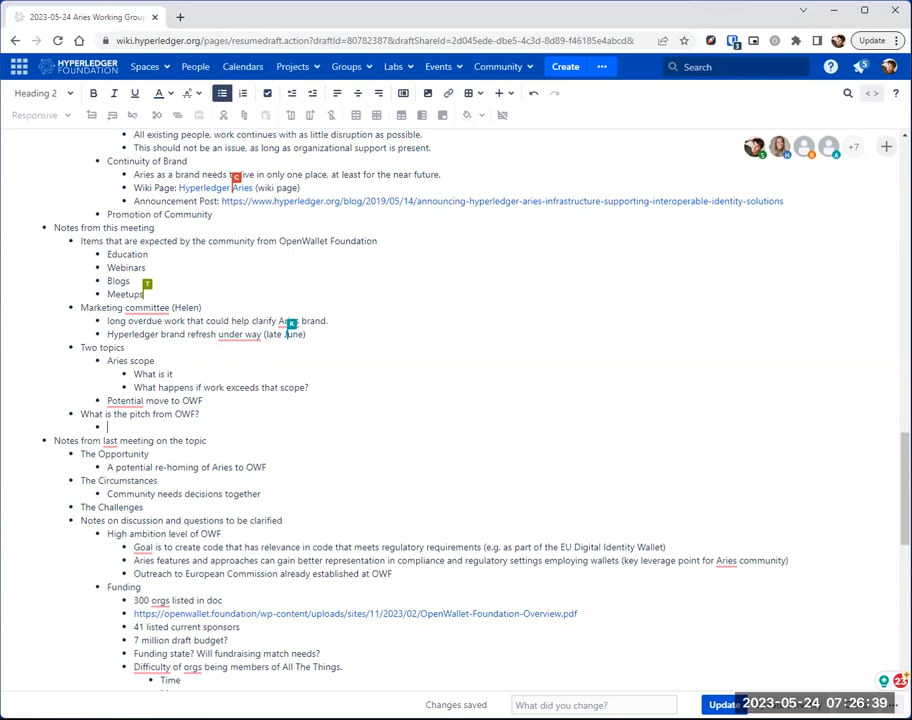 2023-05-24 Aries Working Group
wiki.hyperledger.org/pages/resumedraft.action?draftId=80782387&draftShareId=2d045ede-dbe5-4c3d-8d89-f46185e4abcd&
Update
HYPERLEDGER FOUNDATION Spaces People Calendars Projects Groups Labs Events Community Create Search
Heading 2 B I U A
Responsive
+7
All existing people, work continues with as little disruption as possible.
This should not be an issue, as long as organizational support is present.
Continuity of Brand
Aries as a brand needs to live in only one place, at least for the near future.
Wiki Page: Hyperledger Aries (wiki page)
Announcement Post: https://www.hyperledger.org/blog/2019/05/14/announcing-hyperledger-aries-infrastructure-supporting-interoperable-identity-solutions
Promotion of Community
Notes from this meeting
Items that are expected by the community from OpenWallet Foundation
Education
Webinars
Blogs
Meetups
Marketing committee (Helen)
long overdue work that could help clarify Aries brand.
Hyperledger brand refresh under way (late June)
Two topics
Aries scope
What is it
What happens if work exceeds that scope?
Potential move to OWF
What is the pitch from OWF?
Notes from last meeting on the topic
The Opportunity
A potential re-homing of Aries to OWF
The Circumstances
Community needs decisions together
The Challenges
Notes on discussion and questions to be clarified
High ambition level of OWF
Goal is to create code that has relevance in code that meets regulatory requirements (e.g. as part of the EU Digital Identity Wallet)
Aries features and approaches can gain better representation in compliance and regulatory settings employing wallets (key leverage point for Aries community)
Outreach to European Commission already established at OWF
Funding
300 orgs listed in doc
https://openwallet.foundation/wp-content/uploads/sites/11/2023/02/OpenWallet-Foundation-Overview.pdf
41 listed current sponsors
7 million draft budget?
Funding state? Will fundraising match needs?
Difficulty of orgs being members of All The Things.
Time
Changes saved What did you change? Update
2023-05-24 07:26:39